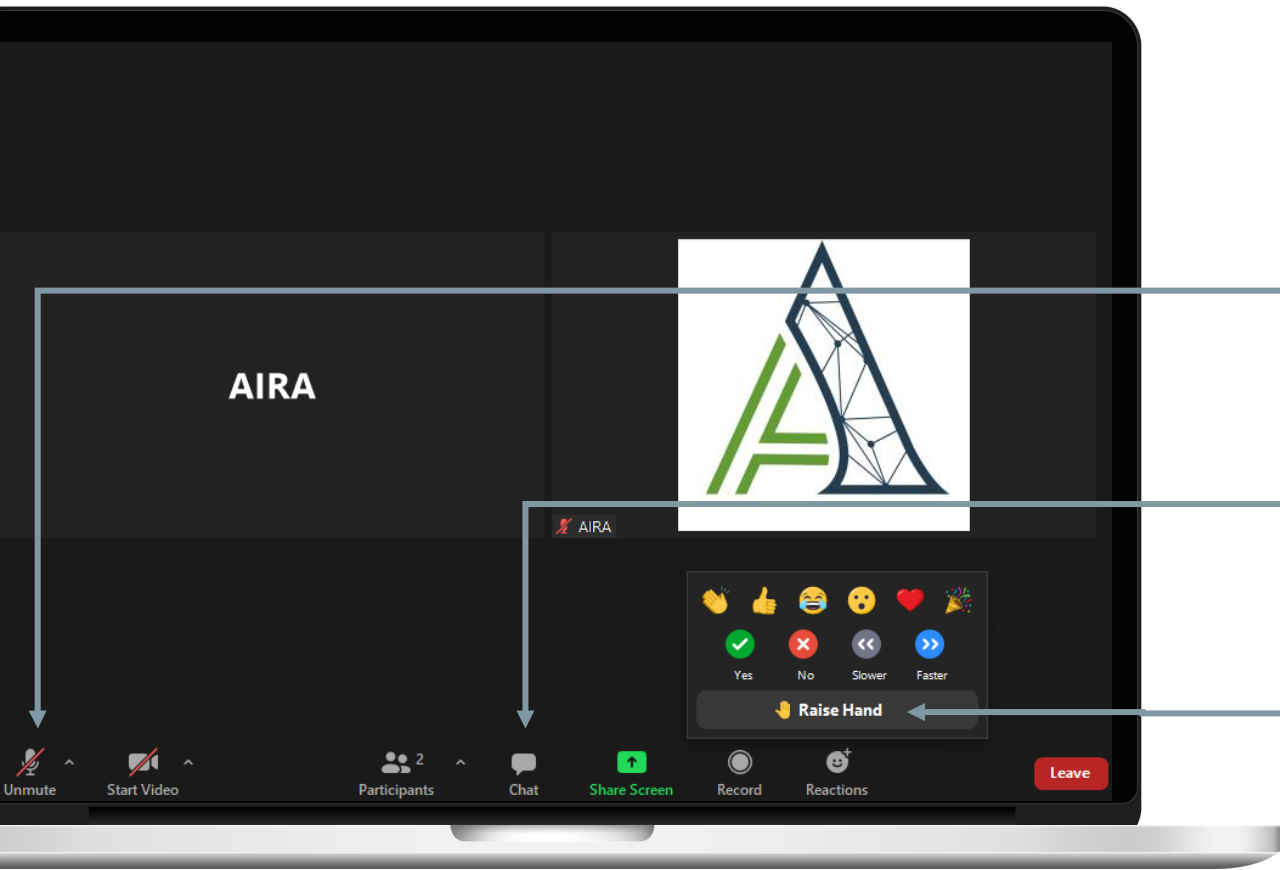 AIRA
AIRA
Yes No Slower Faster
Raise Hand
Unmute Start Video Participants 2 Chat Share Screen Record Reactions Leave